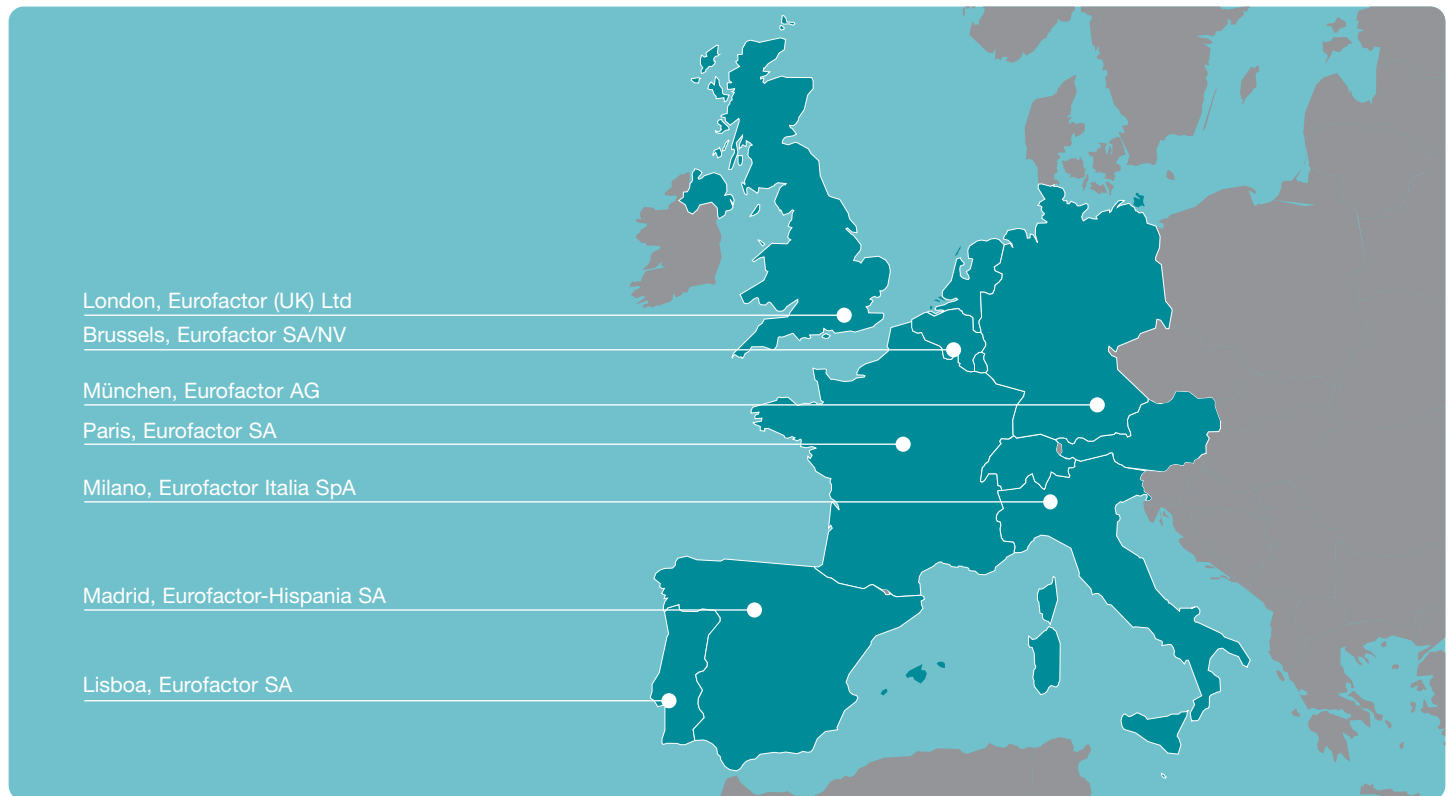 London, Eurofactor (UK) Ltd
Brussels, Eurofactor SA/NV
München, Eurofactor AG
Paris, Eurofactor SA
Milano, Eurofactor Italia SpA
Madrid, Eurofactor-Hispania SA
Lisboa, Eurofactor SA